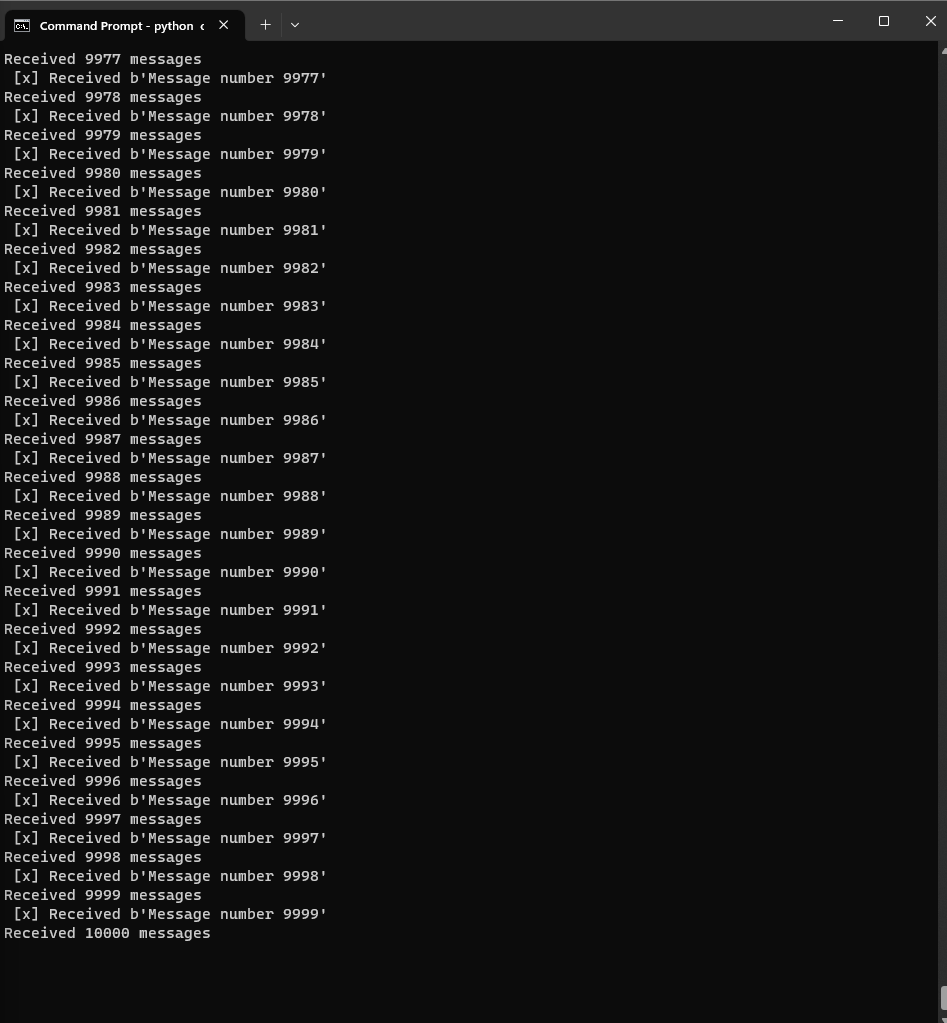 Command Prompt - python c
Received 9977 messages
 [x] Received b'Message number 9977'
Received 9978 messages
 [x] Received b'Message number 9978'
Received 9979 messages
 [x] Received b'Message number 9979'
Received 9980 messages
 [x] Received b'Message number 9980'
Received 9981 messages
 [x] Received b'Message number 9981'
Received 9982 messages
 [x] Received b'Message number 9982'
Received 9983 messages
 [x] Received b'Message number 9983'
Received 9984 messages
 [x] Received b'Message number 9984'
Received 9985 messages
 [x] Received b'Message number 9985'
Received 9986 messages
 [x] Received b'Message number 9986'
Received 9987 messages
 [x] Received b'Message number 9987'
Received 9988 messages
 [x] Received b'Message number 9988'
Received 9989 messages
 [x] Received b'Message number 9989'
Received 9990 messages
 [x] Received b'Message number 9990'
Received 9991 messages
 [x] Received b'Message number 9991'
Received 9992 messages
 [x] Received b'Message number 9992'
Received 9993 messages
 [x] Received b'Message number 9993'
Received 9994 messages
 [x] Received b'Message number 9994'
Received 9995 messages
 [x] Received b'Message number 9995'
Received 9996 messages
 [x] Received b'Message number 9996'
Received 9997 messages
 [x] Received b'Message number 9997'
Received 9998 messages
 [x] Received b'Message number 9998'
Received 9999 messages
 [x] Received b'Message number 9999'
Received 10000 messages